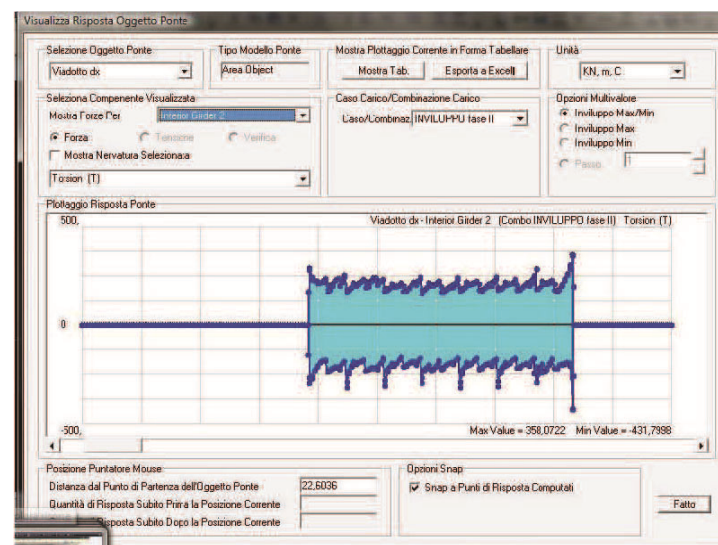 Visualizza Risposta Oggetto Ponte
Selezione Oggetto Ponte
Viadotto dx
Tipo Modello Ponte
Area Object
Mostra Plottaggio Corrente in Forma Tabellare
Mostra Tab.
Esporta a Excell
Unità
KN, m, C
Seleziona Compenente Visualizzata
Mostra Forze Per
Interior Girder 2
Forza
Tensione
Verifica
Mostra Nervatura Selezionata
Torsion (T)
Caso Carico/Combinazione Carico
Caso/Combinaz.
INVILUPPO fase II
Opzioni Multivalore
Inviluppo Max/Min
Inviluppo Max
Inviluppo Min
Passo
1
Plottaggio Risposta Ponte
500,
Viadotto dx - Interior Girder 2 (Combo INVILUPPO fase II) Torsion (T)
0
-500,
Max Value = 358,0722 Min Value = -431,7998
Posizione Puntatore Mouse
Distanza dal Punto di Partenza dell'Oggetto Ponte
22,6036
Quantità di Risposta Subito Prima la Posizione Corrente
Risposta Subito Dopo la Posizione Corrente
Opzioni Snap
Snap a Punti di Risposta Computati
Fatto